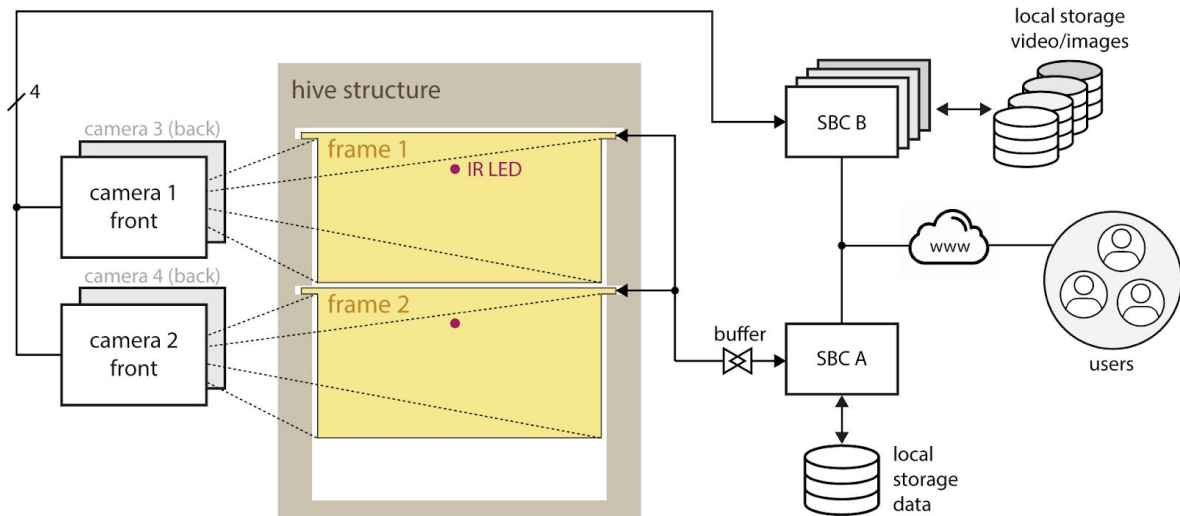 local storage
video/images
4
hive structure
camera 3 (back)
SBC B
frame 1
IR LED
camera 1
front
www
camera 4 (back)
frame 2
buffer
camera 2
front
SBC A
users
local
storage
data